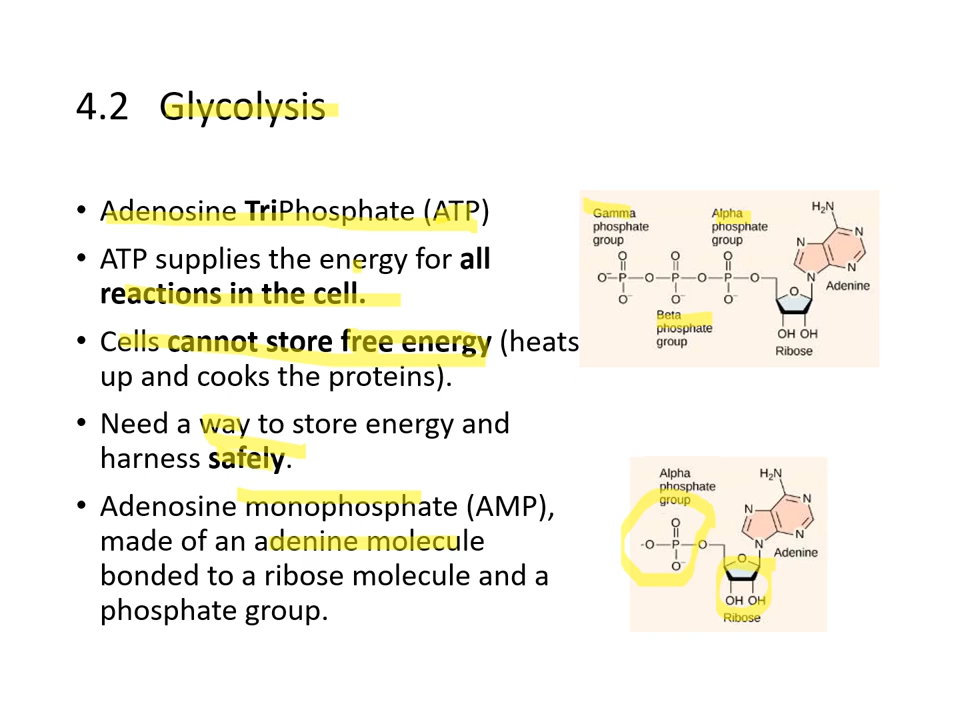 4.2 Glycolysis
• Adenosine TriPhosphate (ATP)
• ATP supplies the energy for all
reactions in the cell.
• Cells cannot store free energy (heats
up and cooks the proteins).
• Need a way to store energy and
harness safely.
• Adenosine monophosphate (AMP),
made of an adenine molecule
bonded to a ribose molecule and a
phosphate group.
Gamma
phosphate
group
Alpha
phosphate
group
H₂N
N
N
N
N
Adenine
O O O
O⁻ P O P O P O
O⁻ O⁻ O⁻
O
Beta
phosphate
group
OH OH
Ribose
Alpha
phosphate
group
H₂N
N
N
N
N
Adenine
O
-O P O
O⁻
O
OH OH
Ribose